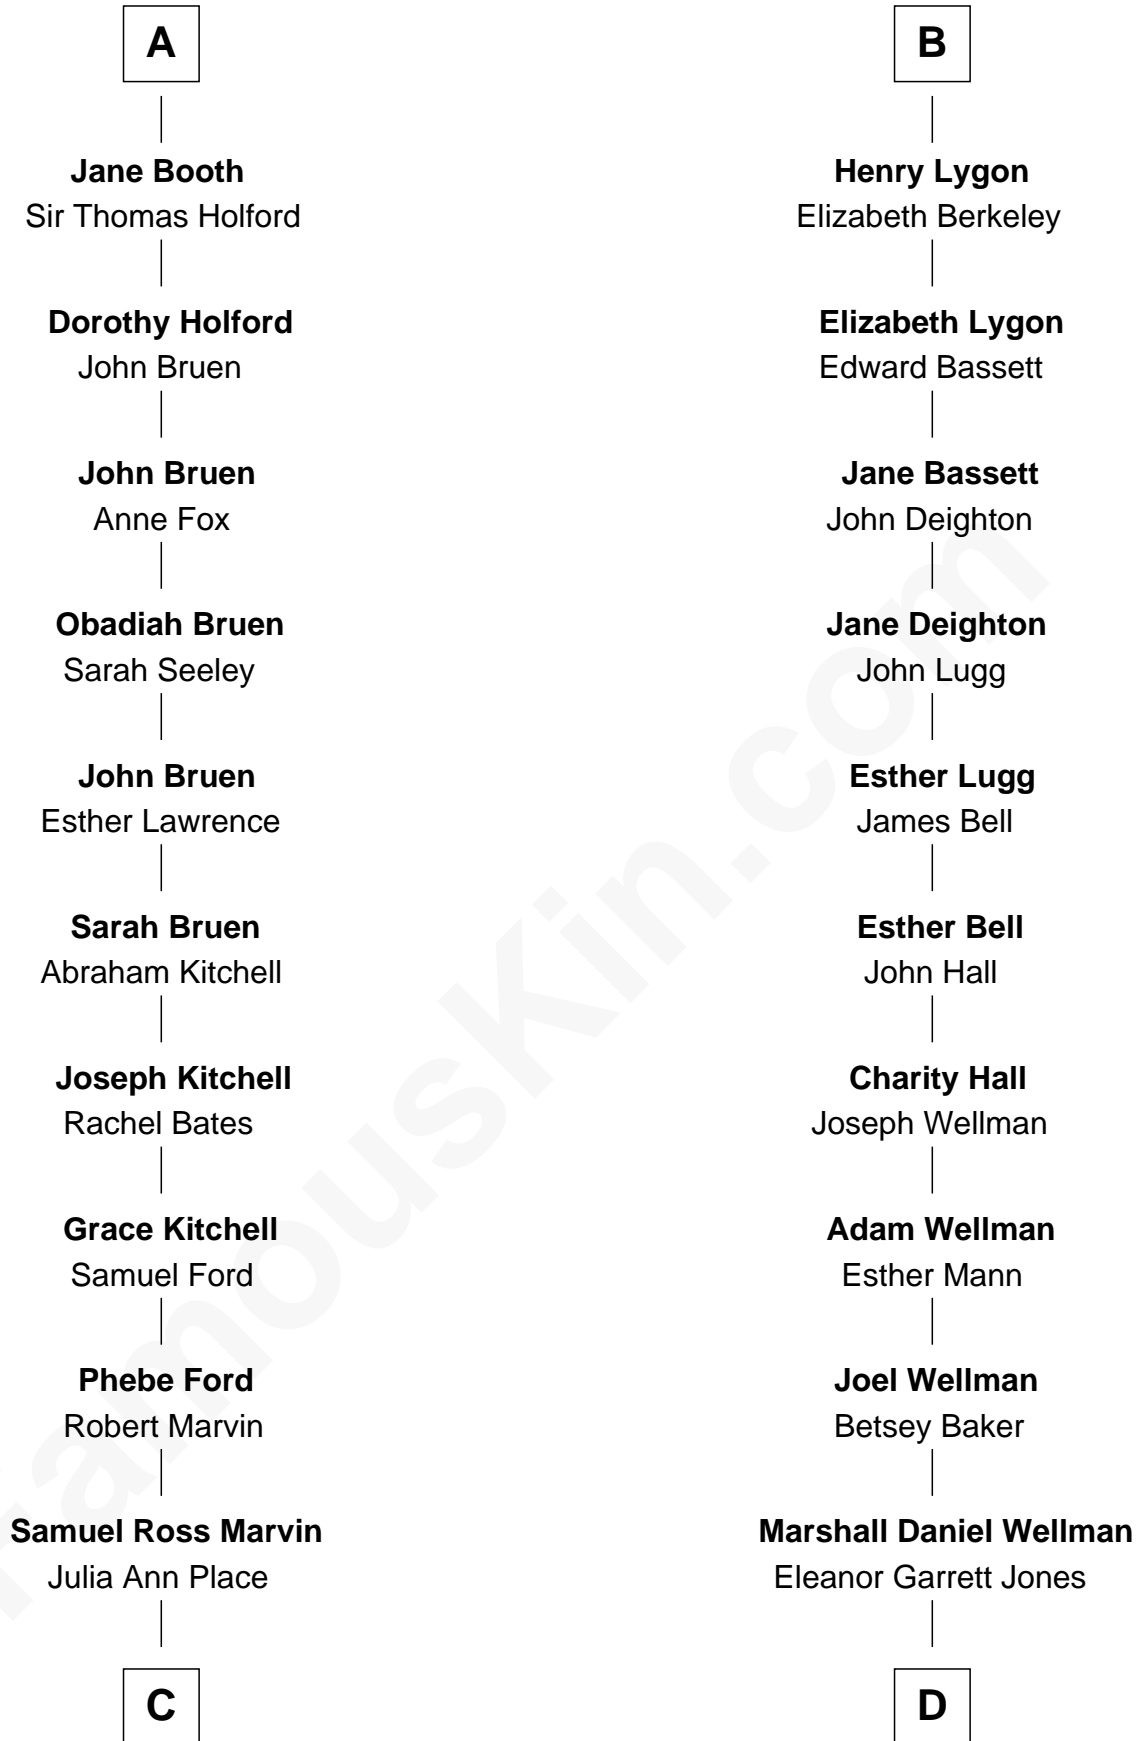 A
Jane Booth
Sir Thomas Holford
Dorothy Holford
John Bruen
John Bruen
Anne Fox
Obadiah Bruen
Sarah Seeley
John Bruen
Esther Lawrence
Sarah Bruen
Abraham Kitchell
Joseph Kitchell
Rachel Bates
Grace Kitchell
Samuel Ford
Phebe Ford
Robert Marvin
Samuel Ross Marvin
Julia Ann Place
C
B
Henry Lygon
Elizabeth Berkeley
Elizabeth Lygon
Edward Bassett
Jane Bassett
John Deighton
Jane Deighton
John Lugg
Esther Lugg
James Bell
Esther Bell
John Hall
Charity Hall
Joseph Wellman
Adam Wellman
Esther Mann
Joel Wellman
Betsey Baker
Marshall Daniel Wellman
Eleanor Garrett Jones
D
FamousKin.com